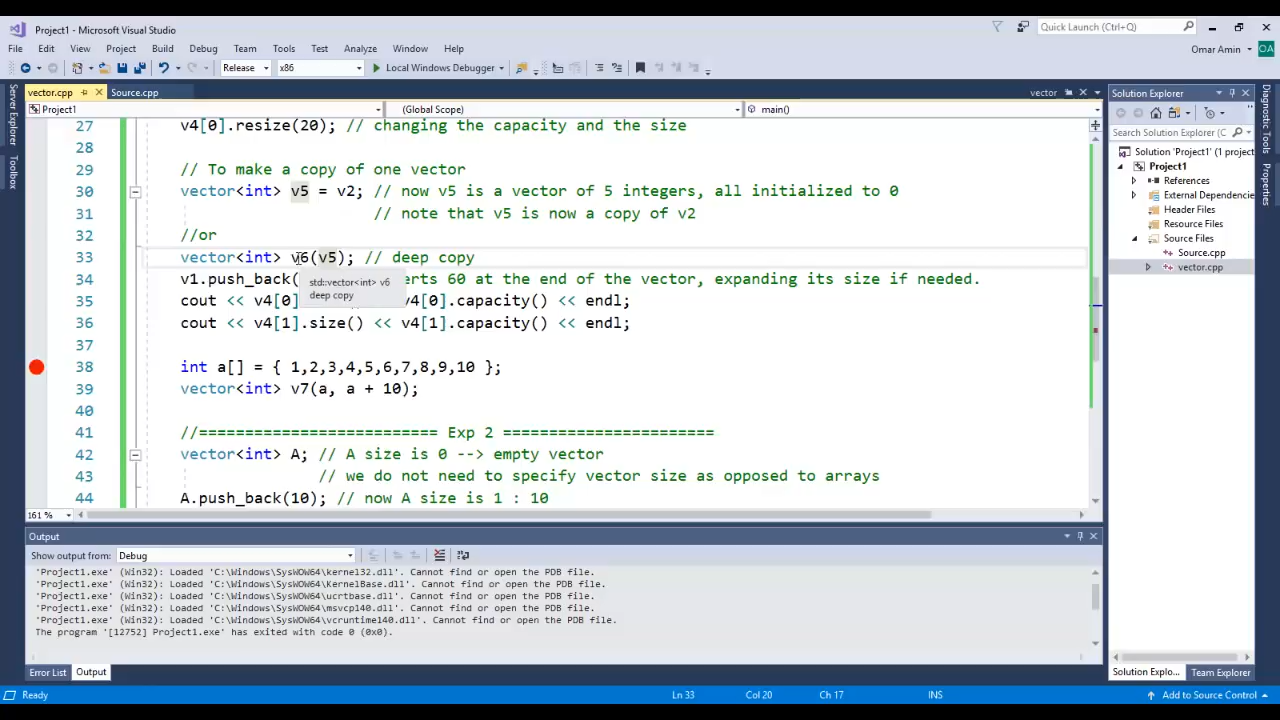 Project1 - Microsoft Visual Studio
Quick Launch (Ctrl+Q)
File Edit View Project Build Debug Team Tools Test Analyze Window Help
Omar Amin
OA
Release x86 Local Windows Debugger
vector.cpp Source.cpp vector
Project1 (Global Scope) main()
27 v4[0].resize(20); // changing the capacity and the size
28
29 // To make a copy of one vector
30 vector<int> v5 = v2; // now v5 is a vector of 5 integers, all initialized to 0
31 // note that v5 is now a copy of v2
32 //or
33 vector<int> v6(v5); // deep copy
34 v1.push_back( erts 60 at the end of the vector, expanding its size if needed.
std::vector<int> v6
deep copy
35 cout << v4[0] v4[0].capacity() << endl;
36 cout << v4[1].size() << v4[1].capacity() << endl;
37
38 int a[] = { 1,2,3,4,5,6,7,8,9,10 };
39 vector<int> v7(a, a + 10);
40
41 //========================== Exp 2 =======================
42 vector<int> A; // A size is 0 --> empty vector
43 // we do not need to specify vector size as opposed to arrays
44 A.push_back(10); // now A size is 1 : 10
161 %
Server Explorer
Toolbox
Solution Explorer
Search Solution Explorer (C
Solution 'Project1' (1 project
Project1
References
External Dependencie
Header Files
Resource Files
Source Files
Source.cpp
vector.cpp
Solution Explo... Team Explorer
Diagnostic Tools
Properties
Output
Show output from: Debug
'Project1.exe' (Win32): Loaded 'C:\Windows\SysWOW64\kernel32.dll'. Cannot find or open the PDB file.
'Project1.exe' (Win32): Loaded 'C:\Windows\SysWOW64\KernelBase.dll'. Cannot find or open the PDB file.
'Project1.exe' (Win32): Loaded 'C:\Windows\SysWOW64\ucrtbase.dll'. Cannot find or open the PDB file.
'Project1.exe' (Win32): Loaded 'C:\Windows\SysWOW64\msvcp140.dll'. Cannot find or open the PDB file.
'Project1.exe' (Win32): Loaded 'C:\Windows\SysWOW64\vcruntime140.dll'. Cannot find or open the PDB file.
The program '[12752] Project1.exe' has exited with code 0 (0x0).
Error List Output
Ready Ln 33 Col 20 Ch 17 INS Add to Source Control